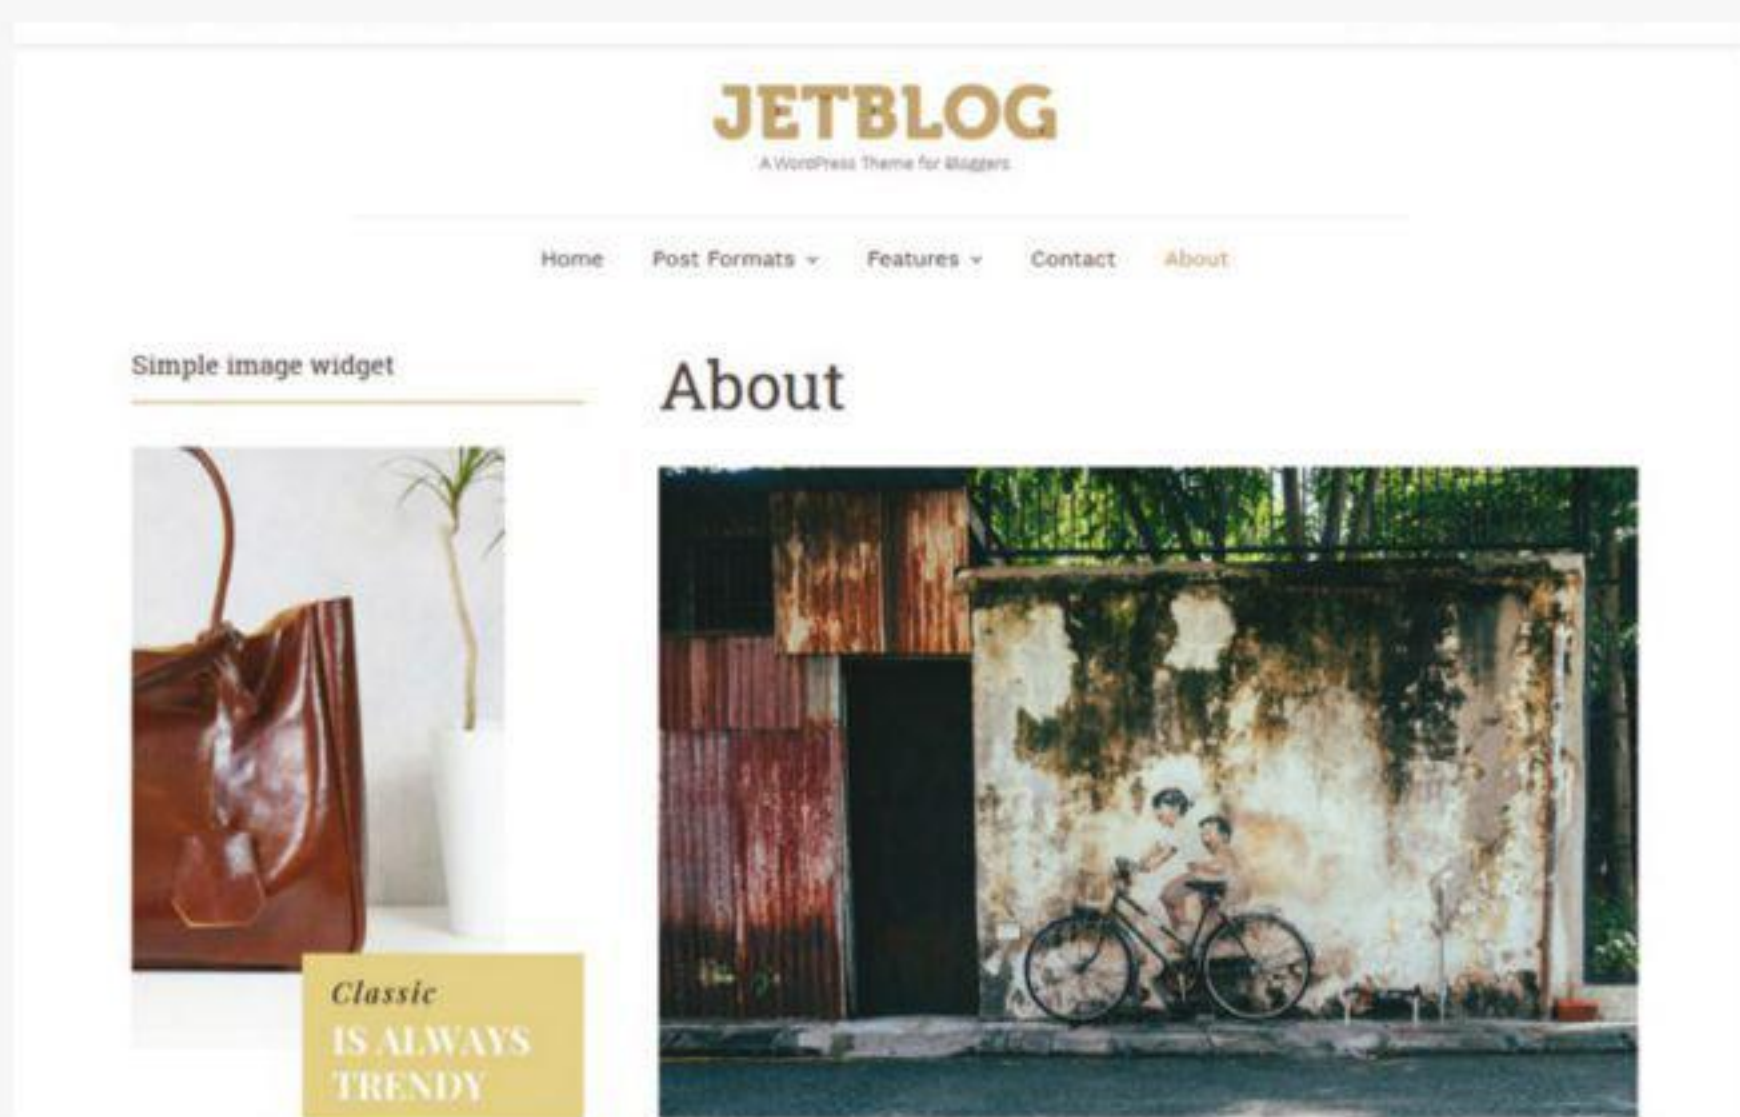 JETBLOG
A WordPress Theme for Bloggers
Home Post Formats Features Contact About
Simple image widget
About
Classic
IS ALWAYS
TRENDY